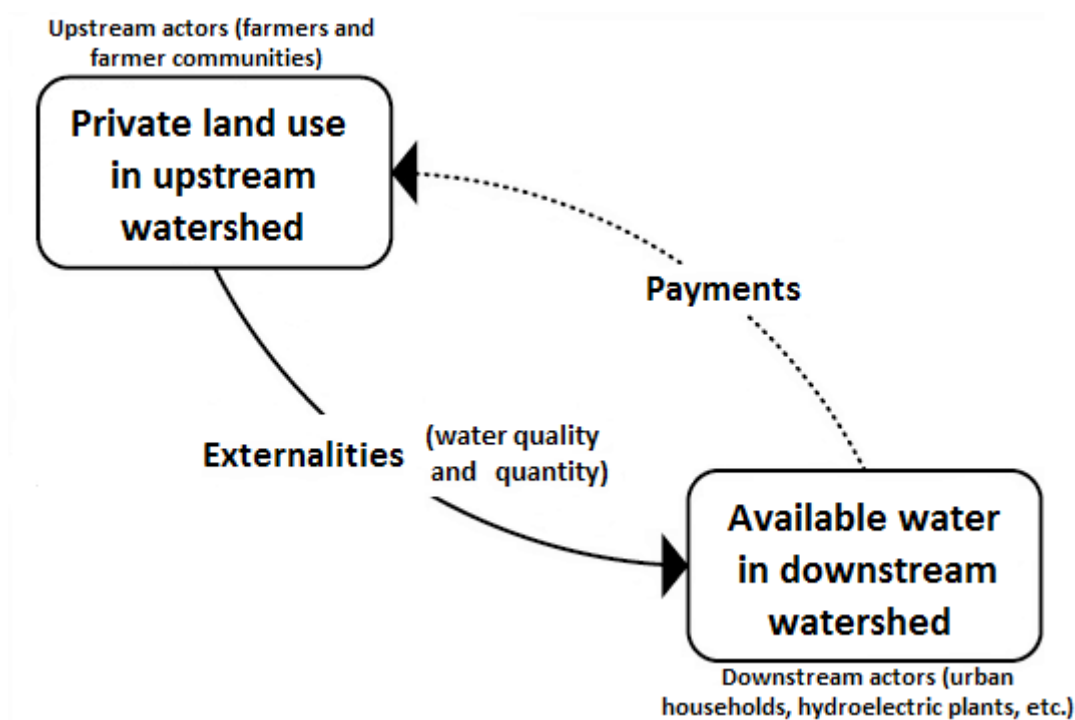 Upstream actors (farmers and
farmer communities)
Private land use
in upstream
watershed
Payments
Externalities
(water quality
and quantity)
Available water
in downstream
watershed
Downstream actors (urban
households, hydroelectric plants, etc.)